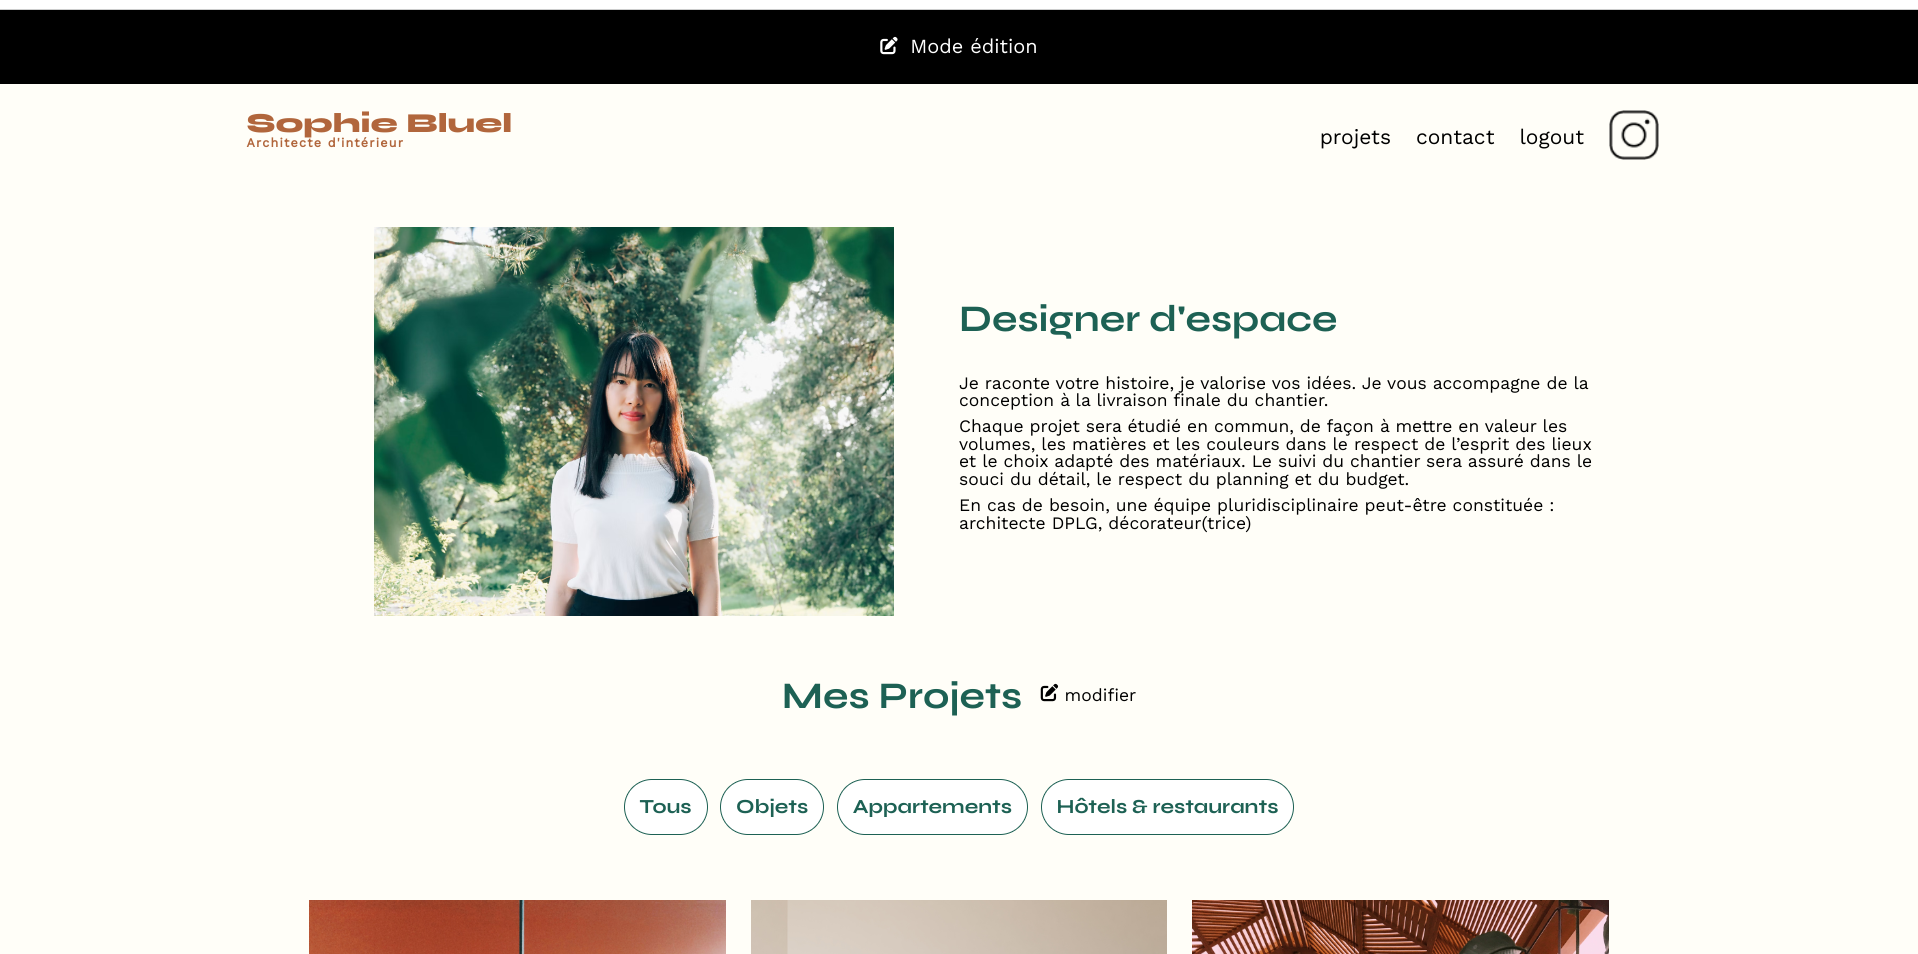 Mode édition
Sophie Bluel
Architecte d'intérieur
projets contact logout
Designer d'espace
Je raconte votre histoire, je valorise vos idées. Je vous accompagne de la
conception à la livraison finale du chantier.
Chaque projet sera étudié en commun, de façon à mettre en valeur les
volumes, les matières et les couleurs dans le respect de l’esprit des lieux
et le choix adapté des matériaux. Le suivi du chantier sera assuré dans le
souci du détail, le respect du planning et du budget.
En cas de besoin, une équipe pluridisciplinaire peut-être constituée :
architecte DPLG, décorateur(trice)
Mes Projets modifier
Tous Objets Appartements Hôtels & restaurants